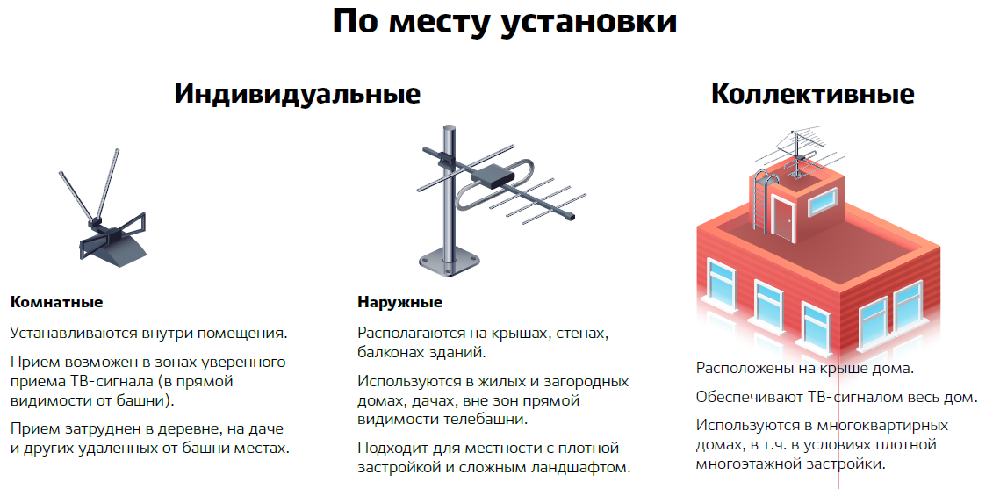 По месту установки
Индивидуальные
Коллективные
Комнатные
Устанавливаются внутри помещения.
Прием возможен в зонах уверенного
приема ТВ-сигнала (в прямой
видимости от башни).
Прием затруднен в деревне, на даче
и других удаленных от башни местах.
Наружные
Располагаются на крышах, стенах,
балконах зданий.
Используются в жилых и загородных
домах, дачах, вне зон прямой
видимости телебашни.
Подходит для местности с плотной
застройкой и сложным ландшафтом.
Расположены на крыше дома.
Обеспечивают ТВ-сигналом весь дом.
Используются в многоквартирных
домах, в т.ч. в условиях плотной
многоэтажной застройки.